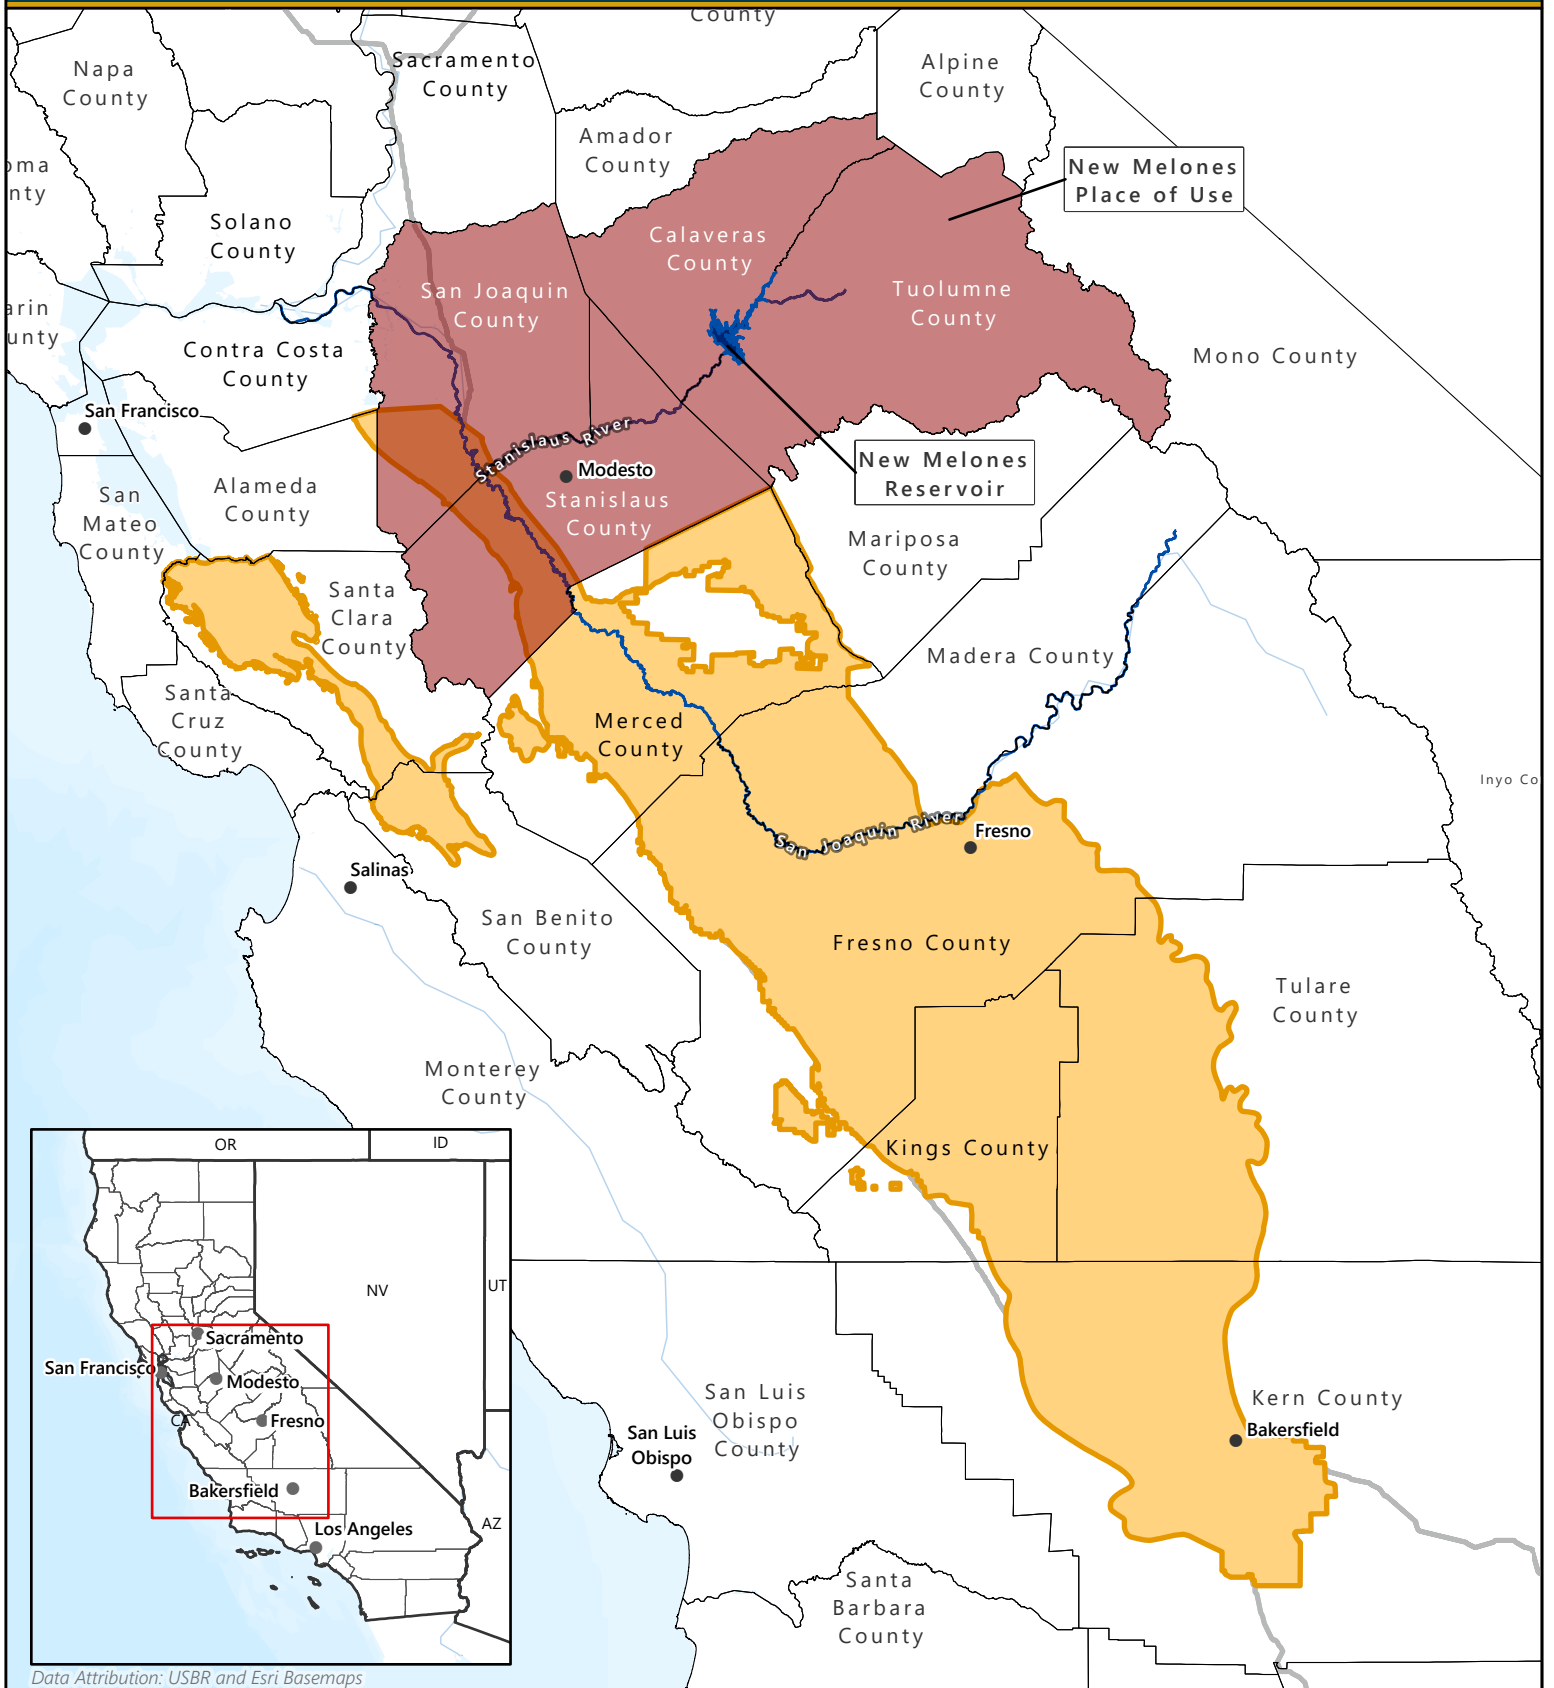 County
Napa
County
Sacramento
County
Alpine
County
Amador
County
New Melones
Place of Use
oma
nty
Solano
County
Calaveras
County
San Joaquin
County
Tuolumne
County
arin
unty
Contra Costa
County
Mono County
San Francisco
Stanislaus River
New Melones
Reservoir
Modesto
San
Mateo
County
Alameda
County
Stanislaus
County
Mariposa
County
Santa
Clara
County
Madera County
Santa
Cruz
County
Merced
County
Inyo Co
San Joaquin River
Fresno
Salinas
San Benito
County
Fresno County
Tulare
County
Monterey
County
Kings County
OR
ID
NV
UT
Sacramento
San Francisco
Modesto
CA
Fresno
Bakersfield
Los Angeles
AZ
San Luis
Obispo
County
San Luis
Obispo
Kern County
Bakersfield
Santa
Barbara
County
Data Attribution: USBR and Esri Basemaps